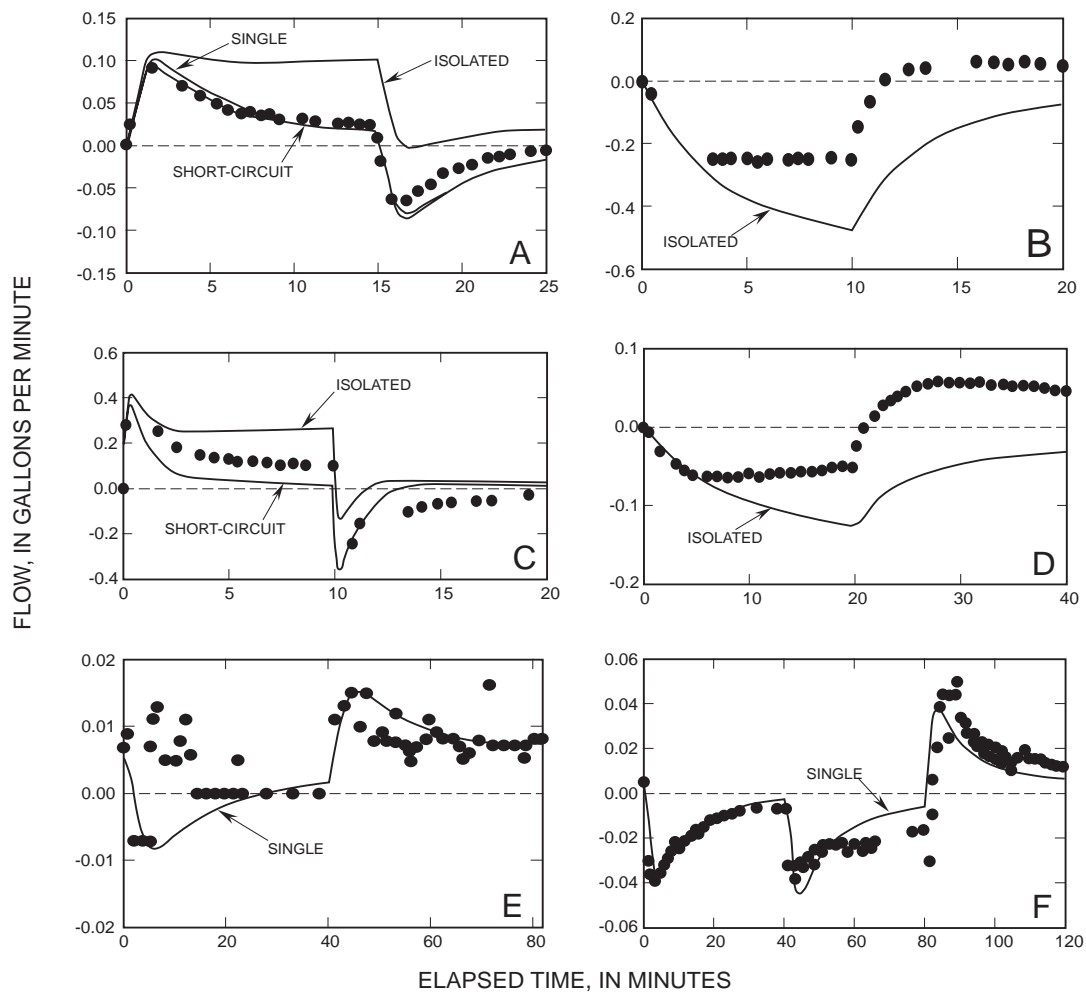 FLOW, IN GALLONS PER MINUTE
0.15
0.10
0.05
0.00
-0.05
-0.10
-0.15
0 5 10 15 20 25
SINGLE
ISOLATED
SHORT-CIRCUIT
A
0.2
0.0
-0.2
-0.4
-0.6
0 5 10 15 20
ISOLATED
B
0.6
0.4
0.2
0.0
-0.2
-0.4
0 5 10 15 20
ISOLATED
SHORT-CIRCUIT
C
0.1
0.0
-0.1
-0.2
0 10 20 30 40
ISOLATED
D
0.02
0.01
0.00
-0.01
-0.02
0 20 40 60 80
SINGLE
E
0.06
0.04
0.02
0.00
-0.02
-0.04
-0.06
0 20 40 60 80 100 120
SINGLE
F
ELAPSED TIME, IN MINUTES